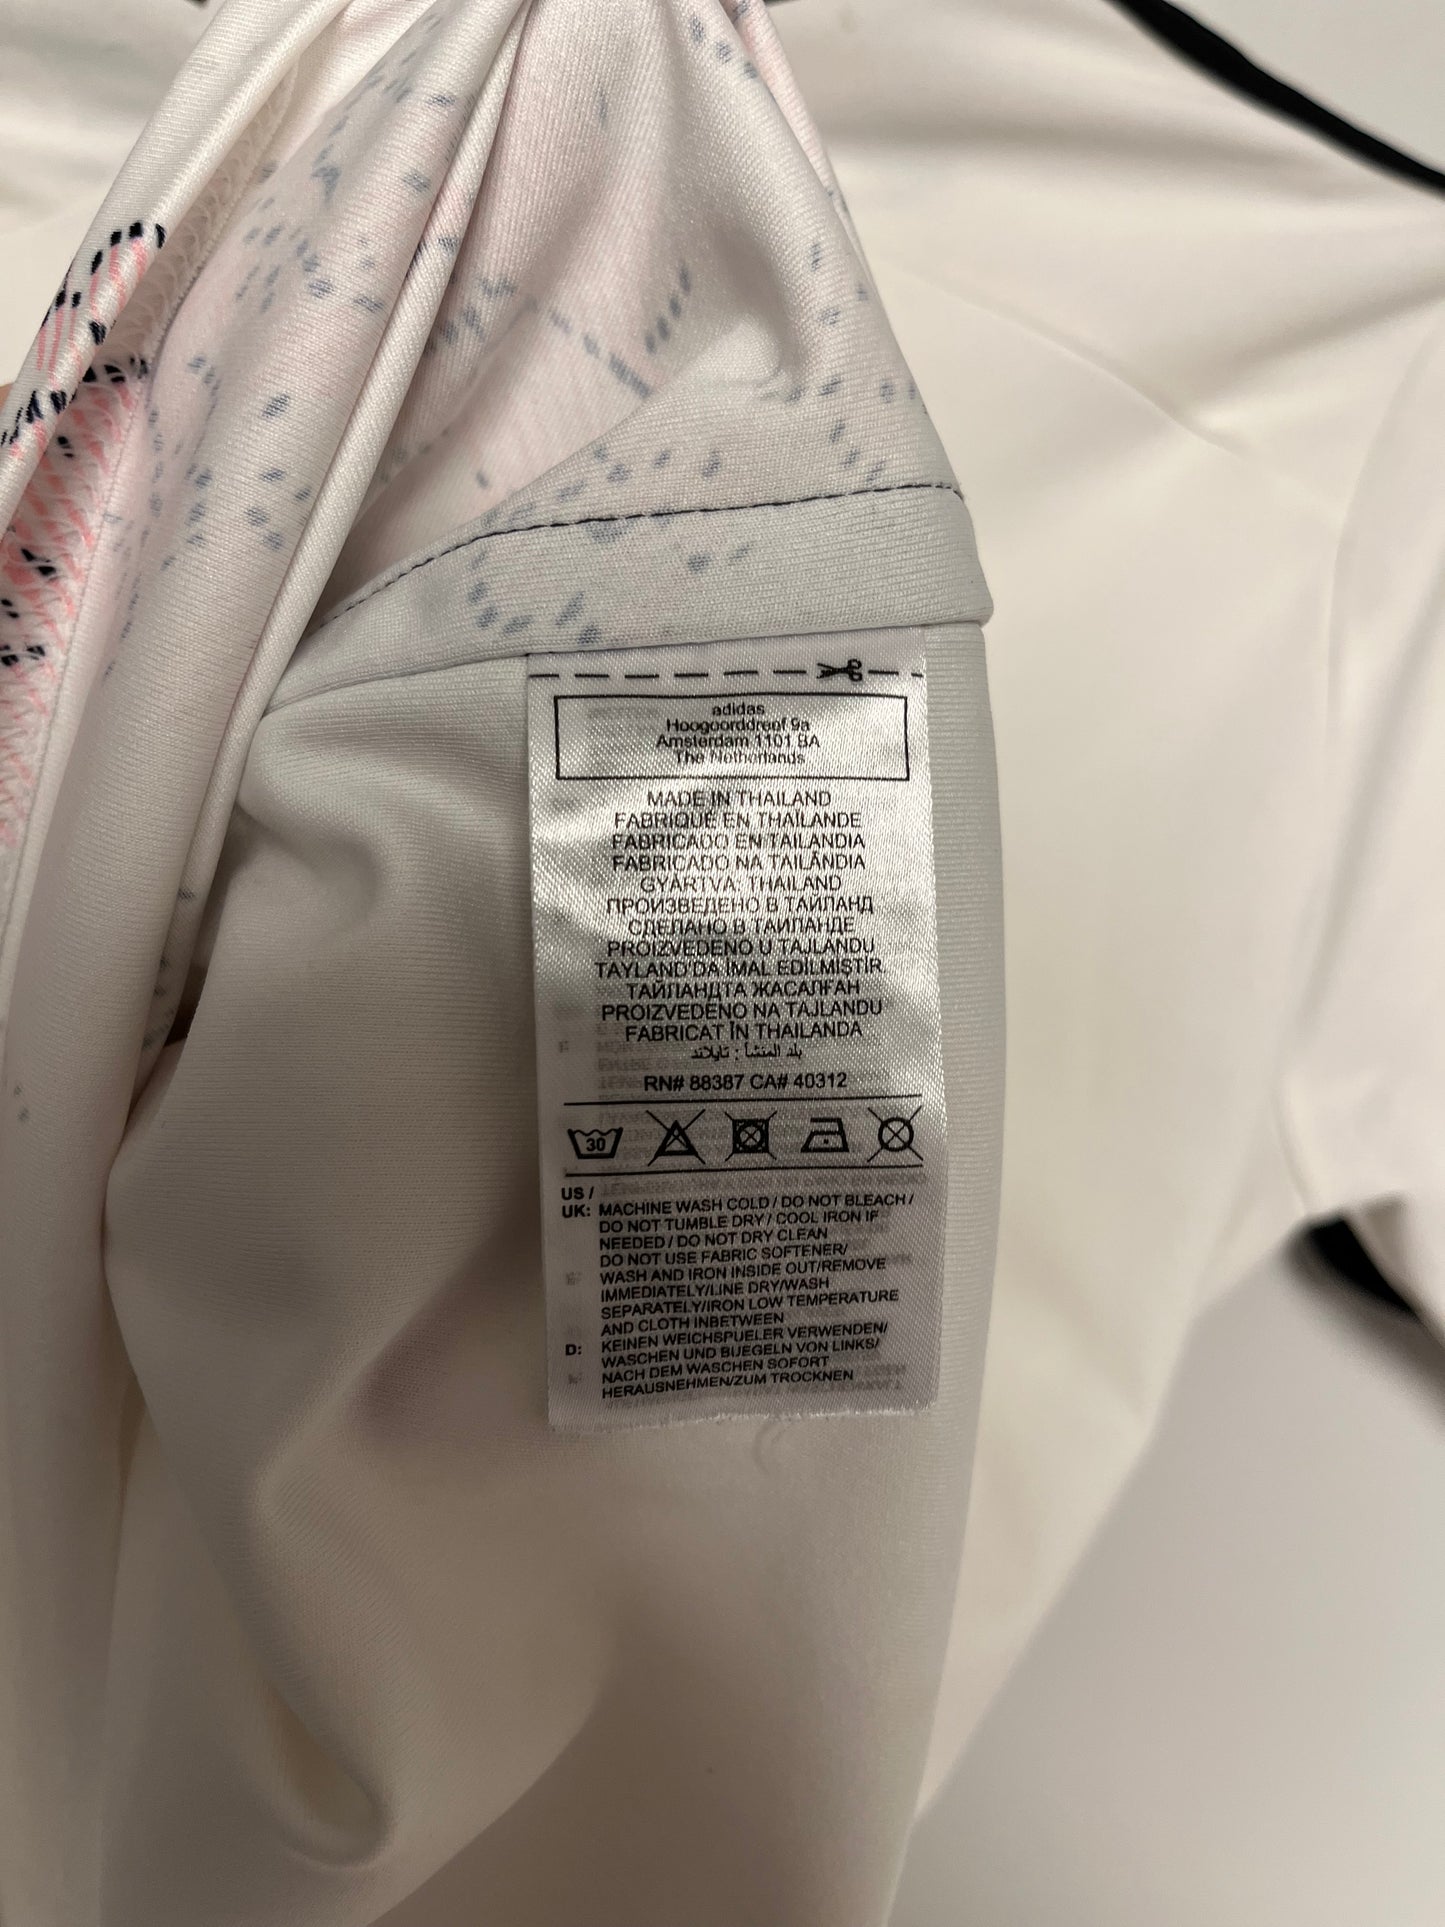 adidas
Hoogoorddreef 9a
Amsterdam 1101 BA
The Netherlands
MADE IN THAILAND
FABRIQUÉ EN THAÏLANDE
FABRICADO EN TAILANDIA
FABRICADO NA TAILÂNDIA
GYÁRTVA: THAILAND
ПРОИЗВЕДЕНО В ТАЙЛАНД
СДЕЛАНО В ТАИЛАНДЕ
PROIZVEDENO U TAJLANDU
TAYLAND'DA İMAL EDİLMİŞTİR
ТАЙЛАНДТА ЖАСАЛҒАН
PROIZVEDENO NA TAJLANDU
FABRICAT ÎN THAILANDA
بلد المنشأ : تايلاند
RN# 88387 CA# 40312
30
US /
UK: MACHINE WASH COLD / DO NOT BLEACH /
DO NOT TUMBLE DRY / COOL IRON IF
NEEDED / DO NOT DRY CLEAN
DO NOT USE FABRIC SOFTENER/
WASH AND IRON INSIDE OUT/REMOVE
IMMEDIATELY/LINE DRY/WASH
SEPARATELY/IRON LOW TEMPERATURE
AND CLOTH INBETWEEN
D: KEINEN WEICHSPUELER VERWENDEN/
WASCHEN UND BUEGELN VON LINKS/
NACH DEM WASCHEN SOFORT
HERAUSNEHMEN/ZUM TROCKNEN